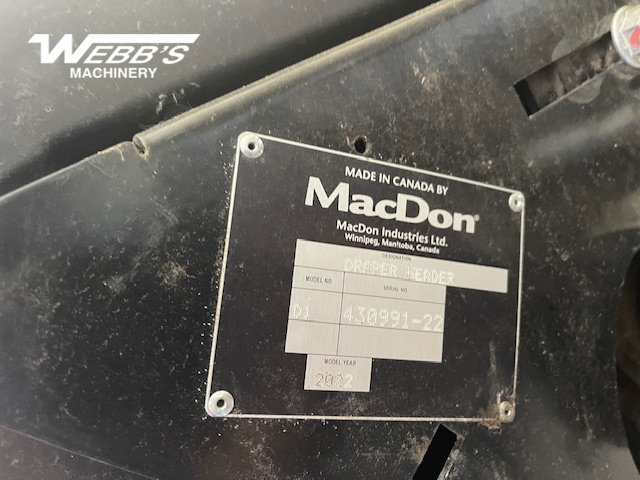 WEBB'S
MACHINERY
MADE IN CANADA BY
MacDon®
MacDon Industries Ltd.
Winnipeg, Manitoba, Canada
DESIGNATION
DRAPER HEADER
MODEL NO
SERIAL NO
D1
430991-22
MODEL YEAR
2022